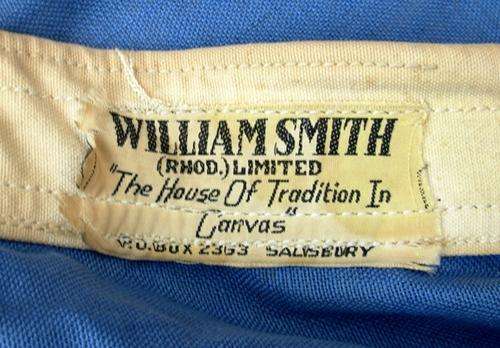 WILLIAM SMITH
(RHOD.) LIMITED
"The House Of Tradition In
Canvas"
P.O. BOX 2363 SALISBURY